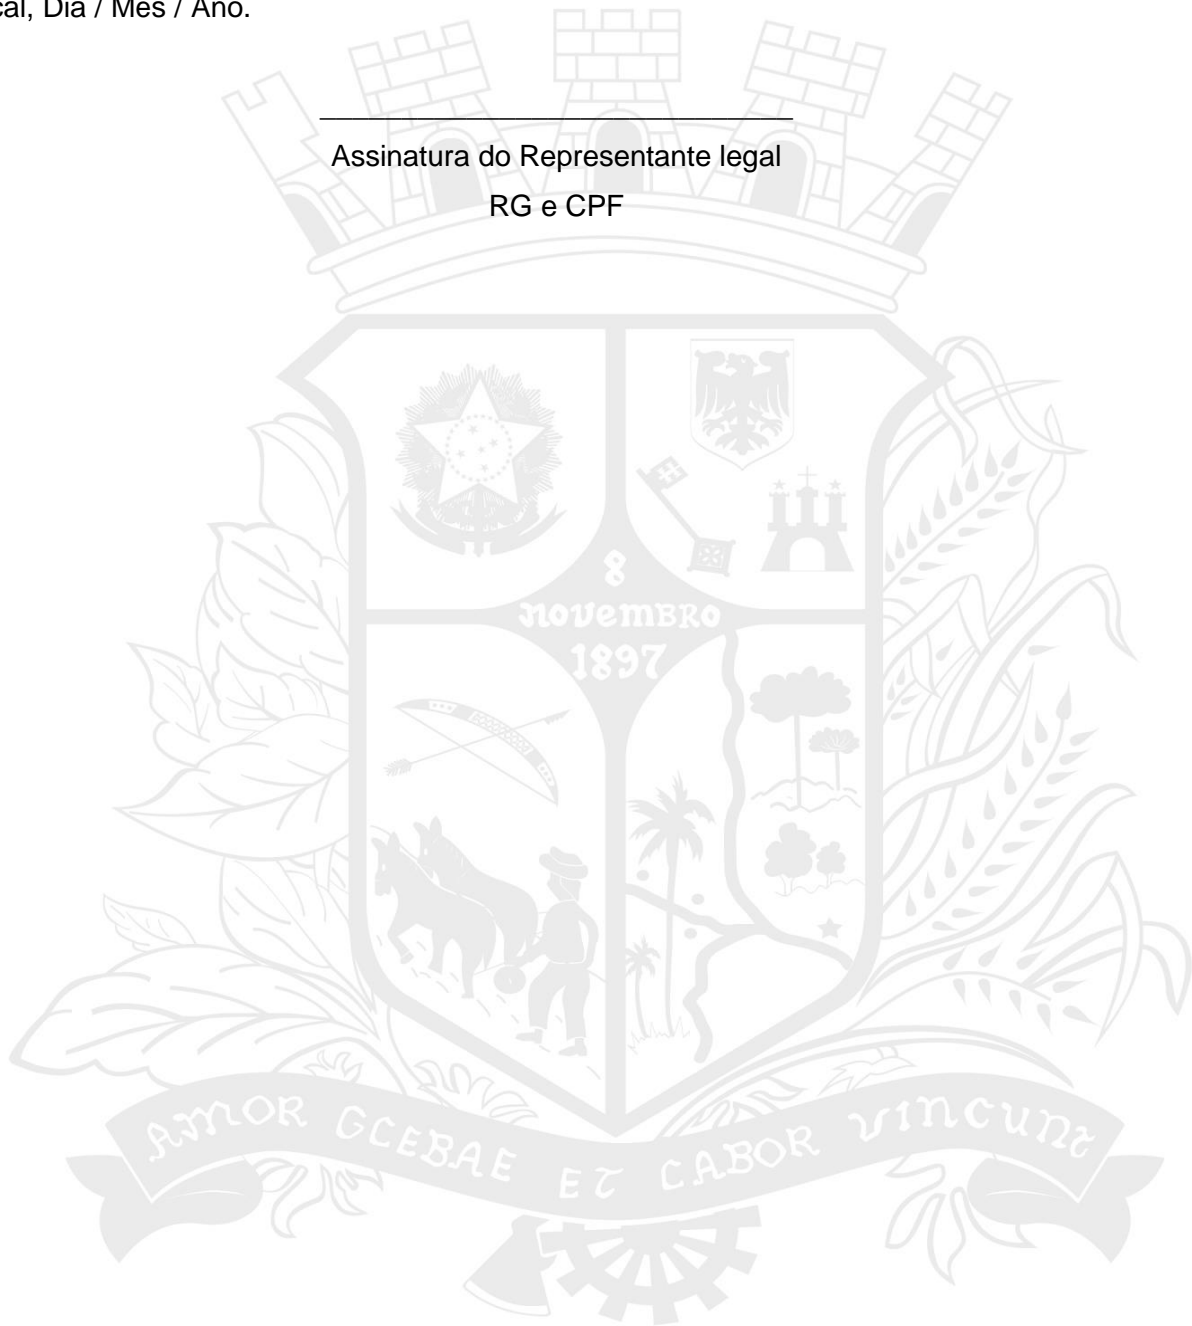 cal, Dia / Mês / Ano.
Assinatura do Representante legal
RG e CPF
8
NOVEMBRO
1897
AMOR GLEBAE ET LABOR VINCUNT